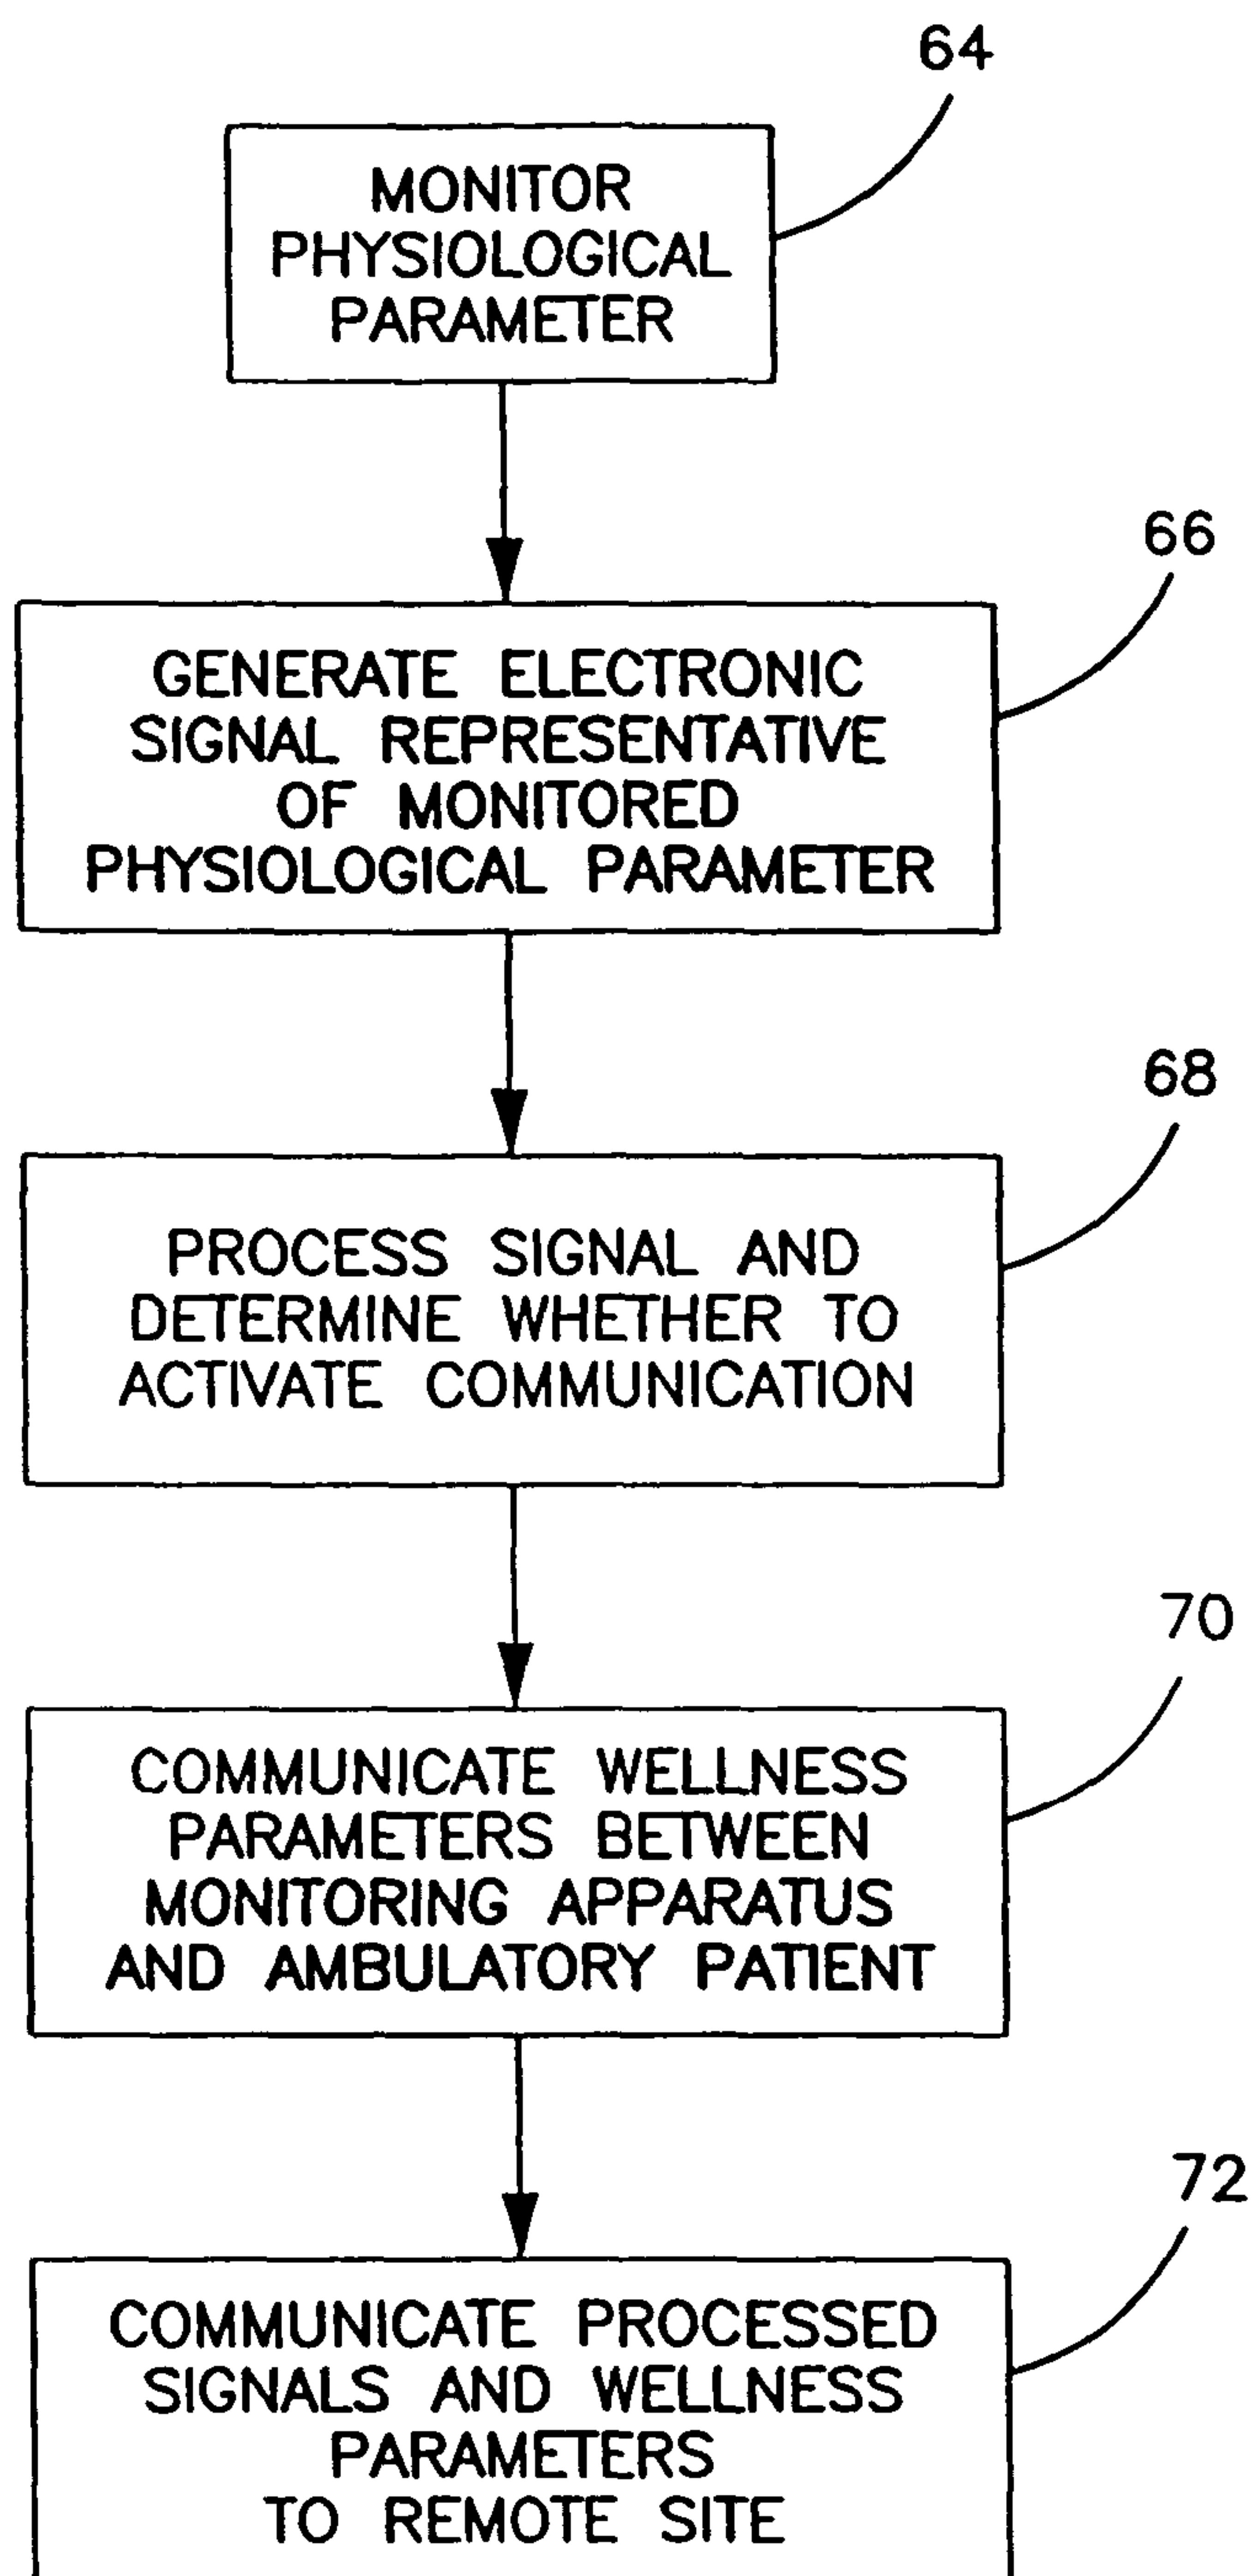 64
MONITOR
PHYSIOLOGICAL
PARAMETER
66
GENERATE ELECTRONIC
SIGNAL REPRESENTATIVE
OF MONITORED
PHYSIOLOGICAL PARAMETER
68
PROCESS SIGNAL AND
DETERMINE WHETHER TO
ACTIVATE COMMUNICATION
70
COMMUNICATE WELLNESS
PARAMETERS BETWEEN
MONITORING APPARATUS
AND AMBULATORY PATIENT
72
COMMUNICATE PROCESSED
SIGNALS AND WELLNESS
PARAMETERS
TO REMOTE SITE